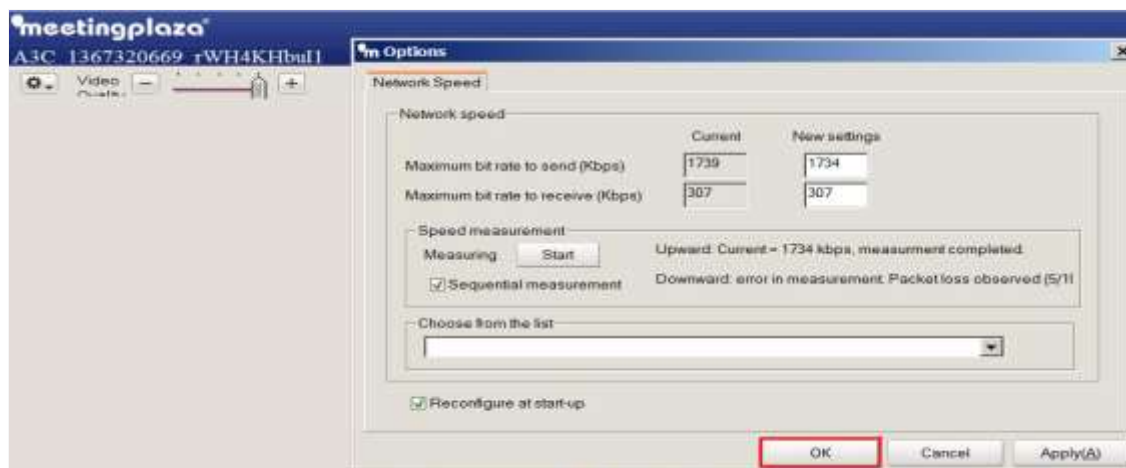 meetingplaza
A3C 1367320669 rWH4KHbuI1
Video
Options
Network Speed
Network speed
Current New settings
Maximum bit rate to send (Kbps) 1739 1734
Maximum bit rate to receive (Kbps) 307 307
Speed measurement
Measuring Start Upward: Current = 1734 kbps, measurment completed.
Sequential measurement Downward: error in measurement. Packet loss observed (5/1
Choose from the list
Reconfigure at start-up
OK Cancel Apply(A)